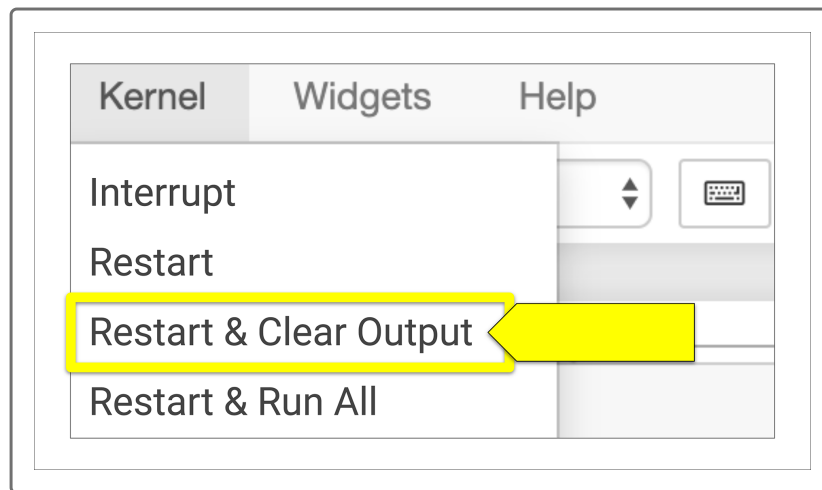 Kernel Widgets Help
Interrupt
Restart
Restart & Clear Output
Restart & Run All